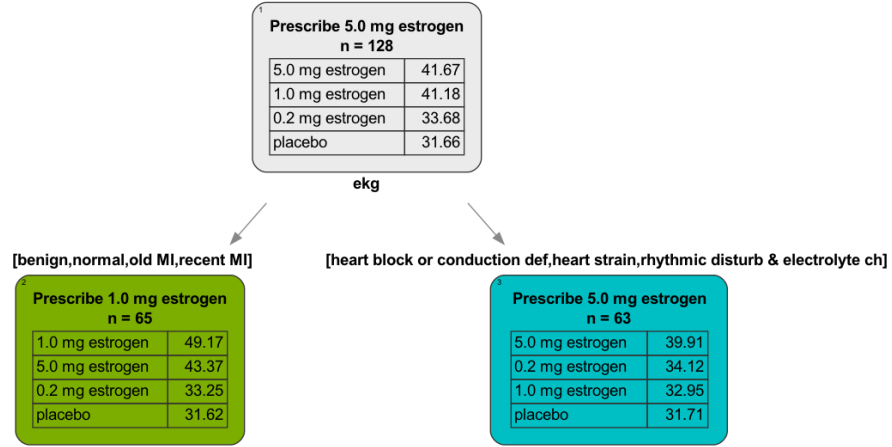 1
Prescribe 5.0 mg estrogen
n = 128
5.0 mg estrogen 41.67
1.0 mg estrogen 41.18
0.2 mg estrogen 33.68
placebo 31.66
ekg
[benign,normal,old MI,recent MI]
[heart block or conduction def,heart strain,rhythmic disturb & electrolyte ch]
2
Prescribe 1.0 mg estrogen
n = 65
1.0 mg estrogen 49.17
5.0 mg estrogen 43.37
0.2 mg estrogen 33.25
placebo 31.62
3
Prescribe 5.0 mg estrogen
n = 63
5.0 mg estrogen 39.91
0.2 mg estrogen 34.12
1.0 mg estrogen 32.95
placebo 31.71